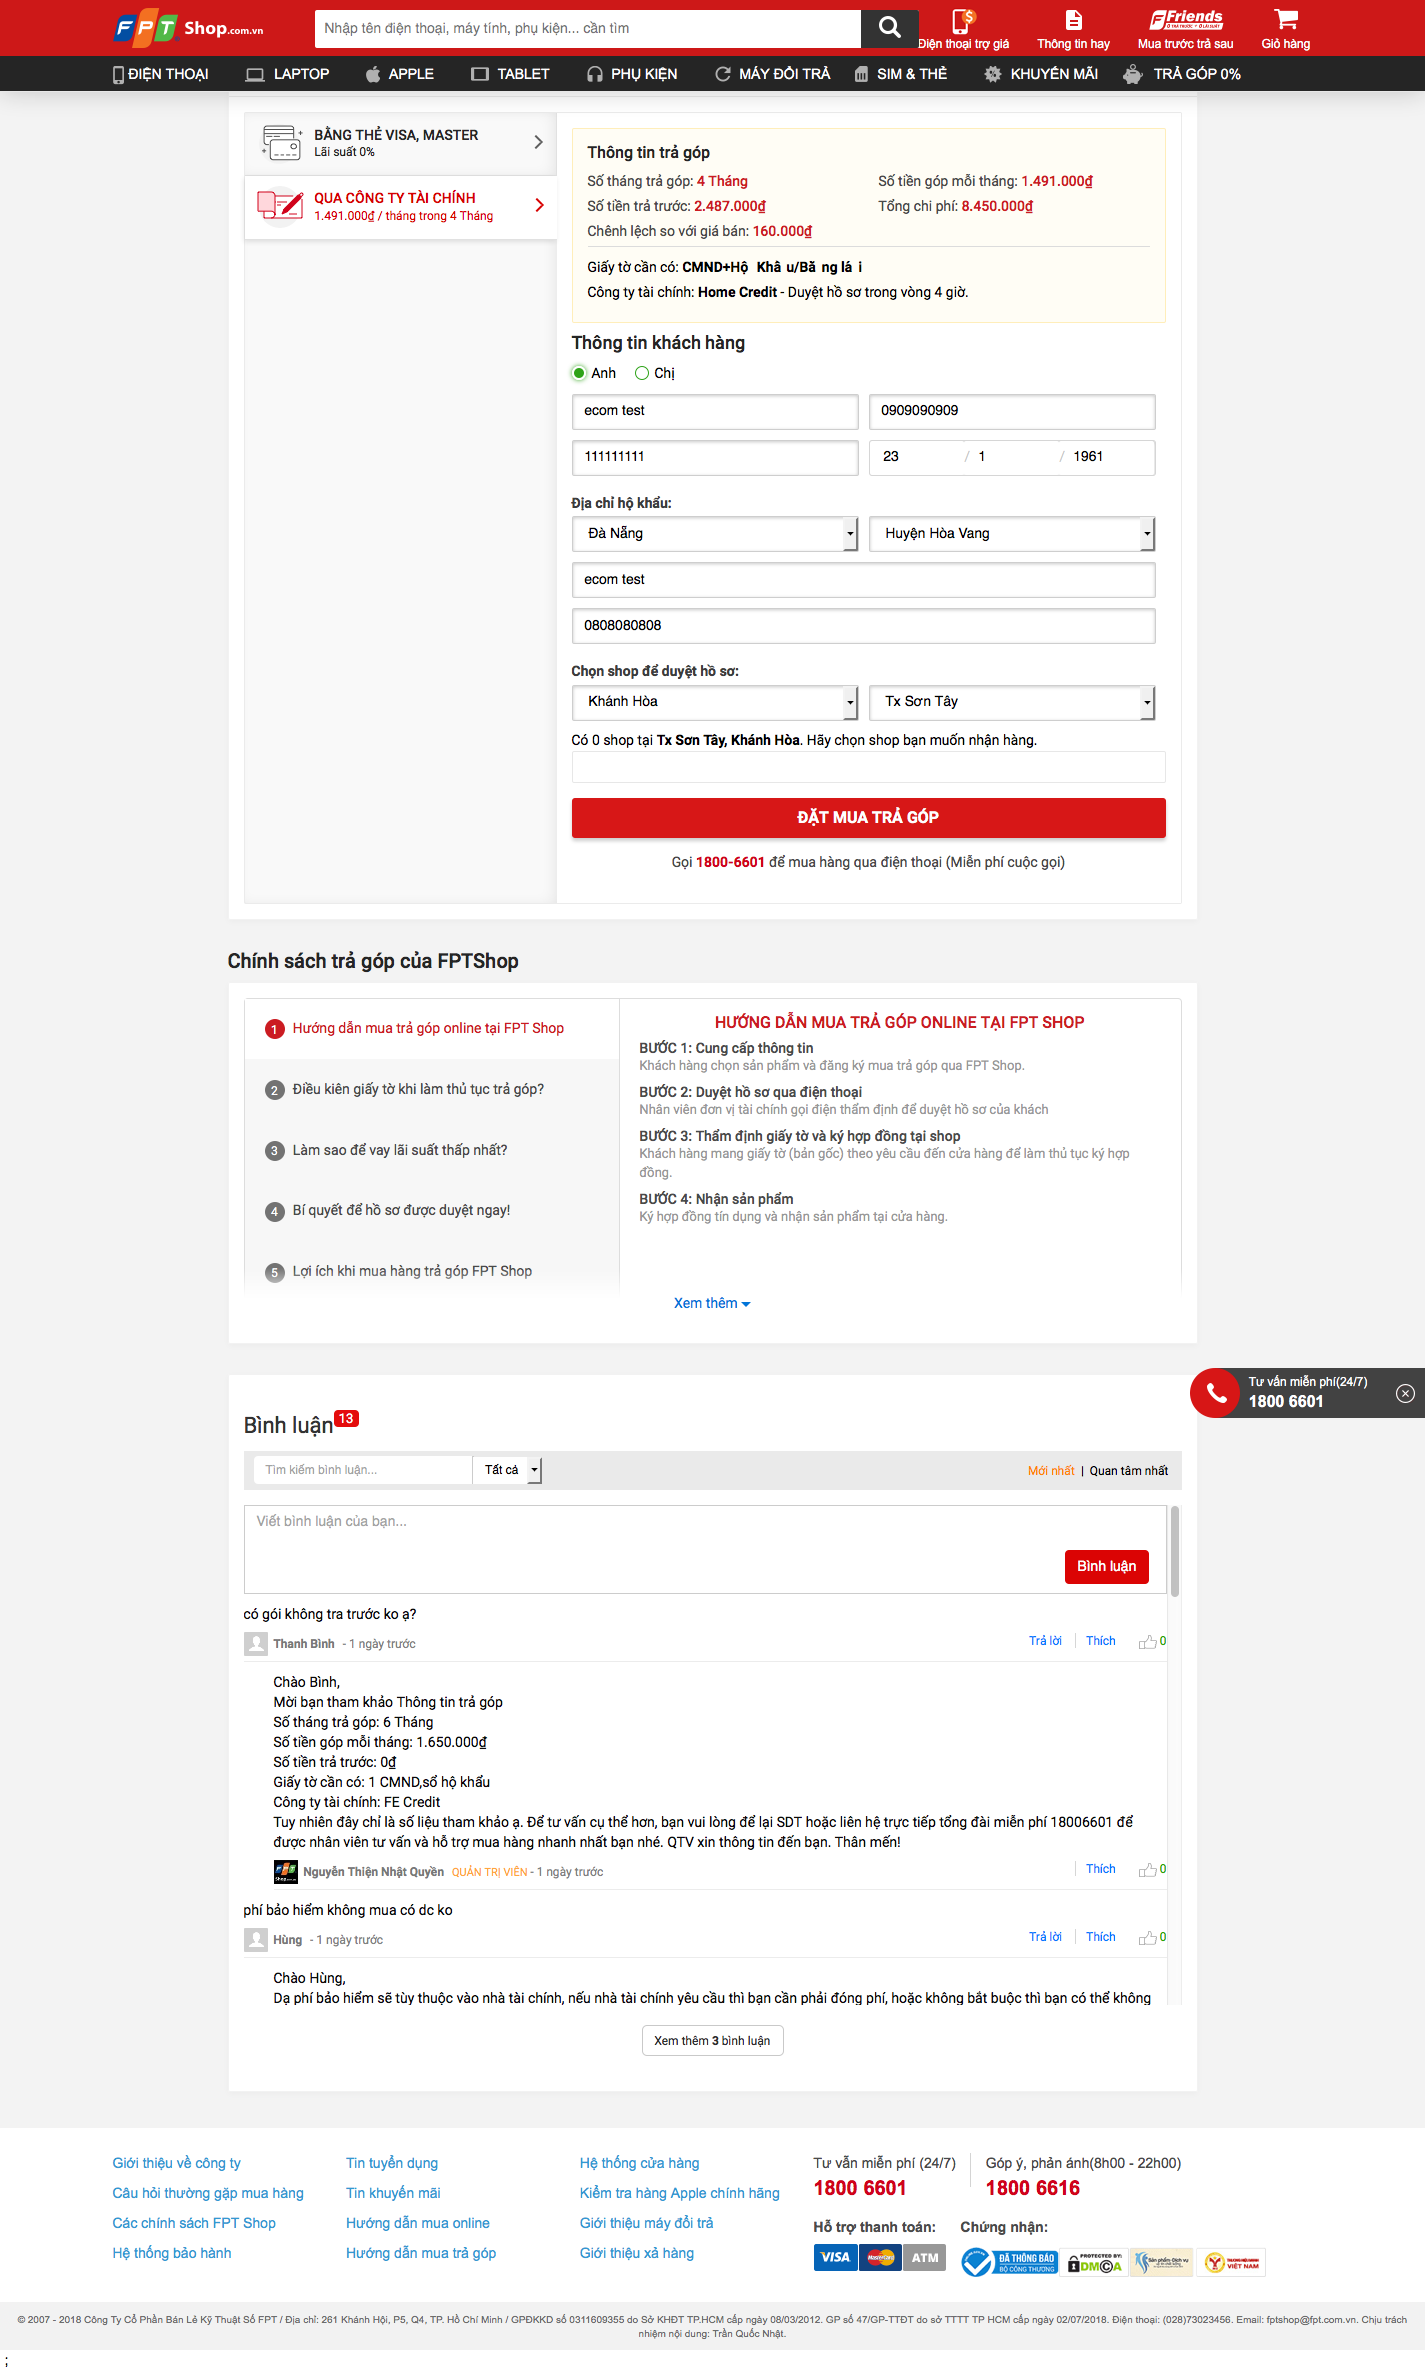 FPT Shop.com.vn
Nhập tên điện thoại, máy tính, phụ kiện... cần tìm
Điện thoại trợ giá
Thông tin hay
Friends
Mua trước trả sau
Giỏ hàng
ĐIỆN THOẠI
LAPTOP
APPLE
TABLET
PHỤ KIỆN
MÁY ĐỔI TRẢ
SIM & THẺ
KHUYẾN MÃI
TRẢ GÓP 0%
BẰNG THẺ VISA, MASTER
Lãi suất 0%
QUA CÔNG TY TÀI CHÍNH
1.491.000₫ / tháng trong 4 Tháng
Thông tin trả góp
Số tháng trả góp: 4 Tháng
Số tiền góp mỗi tháng: 1.491.000₫
Số tiền trả trước: 2.487.000₫
Tổng chi phí: 8.450.000₫
Chênh lệch so với giá bán: 160.000₫
Giấy tờ cần có: CMND+Hộ Khẩu/Bằng lái
Công ty tài chính: Home Credit - Duyệt hồ sơ trong vòng 4 giờ.
Thông tin khách hàng
Anh
Chị
ecom test
0909090909
111111111
23 / 1 / 1961
Địa chỉ hộ khẩu:
Đà Nẵng
Huyện Hòa Vang
ecom test
0808080808
Chọn shop để duyệt hồ sơ:
Khánh Hòa
Tx Sơn Tây
Có 0 shop tại Tx Sơn Tây, Khánh Hòa. Hãy chọn shop bạn muốn nhận hàng.
ĐẶT MUA TRẢ GÓP
Gọi 1800-6601 để mua hàng qua điện thoại (Miễn phí cuộc gọi)
Chính sách trả góp của FPTShop
1 Hướng dẫn mua trả góp online tại FPT Shop
2 Điều kiên giấy tờ khi làm thủ tục trả góp?
3 Làm sao để vay lãi suất thấp nhất?
4 Bí quyết để hồ sơ được duyệt ngay!
5 Lợi ích khi mua hàng trả góp FPT Shop
HƯỚNG DẪN MUA TRẢ GÓP ONLINE TẠI FPT SHOP
BƯỚC 1: Cung cấp thông tin
Khách hàng chọn sản phẩm và đăng ký mua trả góp qua FPT Shop.
BƯỚC 2: Duyệt hồ sơ qua điện thoại
Nhân viên đơn vị tài chính gọi điện thẩm định để duyệt hồ sơ của khách
BƯỚC 3: Thẩm định giấy tờ và ký hợp đồng tại shop
Khách hàng mang giấy tờ (bản gốc) theo yêu cầu đến cửa hàng để làm thủ tục ký hợp
đồng.
BƯỚC 4: Nhận sản phẩm
Ký hợp đồng tín dụng và nhận sản phẩm tại cửa hàng.
Xem thêm
Tư vấn miễn phí(24/7)
1800 6601
Bình luận 13
Tìm kiếm bình luận...
Tất cả
Mới nhất | Quan tâm nhất
Viết bình luận của bạn...
Bình luận
có gói không tra trước ko ạ?
Thanh Bình - 1 ngày trước
Trả lời
Thích
0
Chào Bình,
Mời bạn tham khảo Thông tin trả góp
Số tháng trả góp: 6 Tháng
Số tiền góp mỗi tháng: 1.650.000₫
Số tiền trả trước: 0₫
Giấy tờ cần có: 1 CMND,sổ hộ khẩu
Công ty tài chính: FE Credit
Tuy nhiên đây chỉ là số liệu tham khảo ạ. Để tư vấn cụ thể hơn, bạn vui lòng để lại SDT hoặc liên hệ trực tiếp tổng đài miễn phí 18006601 để
được nhân viên tư vấn và hỗ trợ mua hàng nhanh nhất bạn nhé. QTV xin thông tin đến bạn. Thân mến!
Nguyễn Thiện Nhật Quyền QUẢN TRỊ VIÊN - 1 ngày trước
Thích
0
phí bảo hiểm không mua có dc ko
Hùng - 1 ngày trước
Trả lời
Thích
0
Chào Hùng,
Dạ phí bảo hiểm sẽ tùy thuộc vào nhà tài chính, nếu nhà tài chính yêu cầu thì bạn cần phải đóng phí, hoặc không bắt buộc thì bạn có thể không
Xem thêm 3 bình luận
Giới thiệu về công ty
Câu hỏi thường gặp mua hàng
Các chính sách FPT Shop
Hệ thống bảo hành
Tin tuyển dụng
Tin khuyến mãi
Hướng dẫn mua online
Hướng dẫn mua trả góp
Hệ thống cửa hàng
Kiểm tra hàng Apple chính hãng
Giới thiệu máy đổi trả
Giới thiệu xả hàng
Tư vấn miễn phí (24/7)
1800 6601
Góp ý, phản ánh(8h00 - 22h00)
1800 6616
Hỗ trợ thanh toán:
VISA
MasterCard
ATM
Chứng nhận:
ĐÃ THÔNG BÁO
BỘ CÔNG THƯƠNG
PROTECTED BY:
DMCA
VIỆT NAM
© 2007 - 2018 Công Ty Cổ Phần Bán Lẻ Kỹ Thuật Số FPT / Địa chỉ: 261 Khánh Hội, P5, Q4, TP. Hồ Chí Minh / GPĐKKD số 0311609355 do Sở KHĐT TP.HCM cấp ngày 08/03/2012. GP số 47/GP-TTĐT do sở TTTT TP HCM cấp ngày 02/07/2018. Điện thoại: (028)73023456. Email: fptshop@fpt.com.vn. Chịu trách
nhiệm nội dung: Trần Quốc Nhật.
;